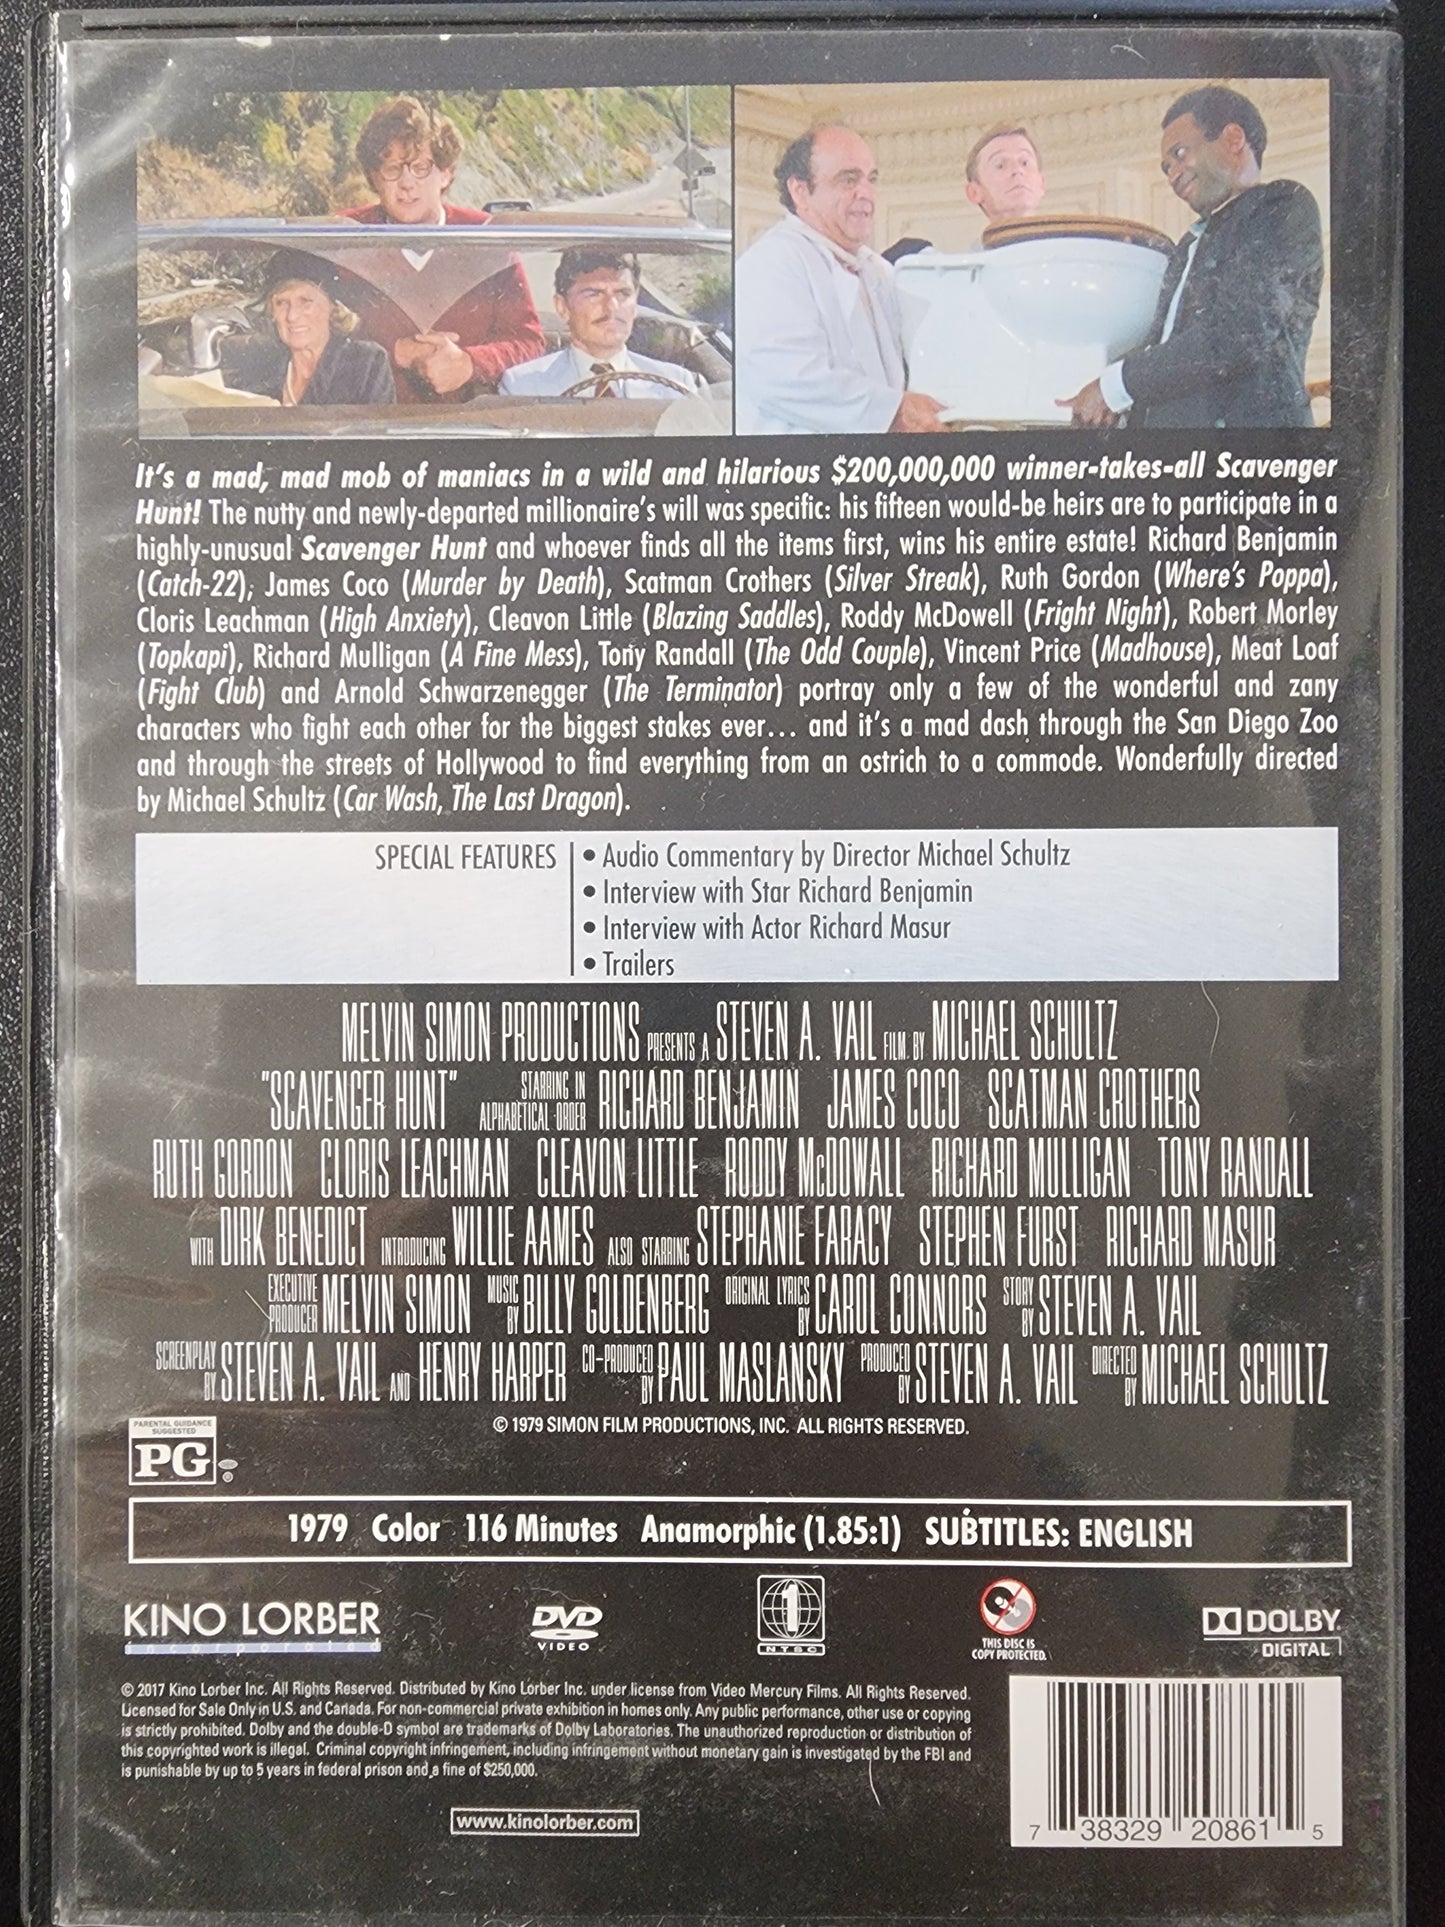 It's a mad, mad mob of maniacs in a wild and hilarious $200,000,000 winner-takes-all Scavenger
Hunt! The nutty and newly-departed millionaire's will was specific: his fifteen would-be heirs are to participate in a
highly-unusual Scavenger Hunt and whoever finds all the items first, wins his entire estate! Richard Benjamin
(Catch-22), James Coco (Murder by Death), Scatman Crothers (Silver Streak), Ruth Gordon (Where's Poppa),
Cloris Leachman (High Anxiety), Cleavon Little (Blazing Saddles), Roddy McDowell (Fright Night), Robert Morley
(Topkapi), Richard Mulligan (A Fine Mess), Tony Randall (The Odd Couple), Vincent Price (Madhouse), Meat Loaf
(Fight Club) and Arnold Schwarzenegger (The Terminator) portray only a few of the wonderful and zany
characters who fight each other for the biggest stakes ever... and it's a mad dash through the San Diego Zoo
and through the streets of Hollywood to find everything from an ostrich to a commode. Wonderfully directed
by Michael Schultz (Car Wash, The Last Dragon).
SPECIAL FEATURES
• Audio Commentary by Director Michael Schultz
• Interview with Star Richard Benjamin
• Interview with Actor Richard Masur
• Trailers
MELVIN SIMON PRODUCTIONS PRESENTS A STEVEN A. VAIL FILM BY MICHAEL SCHULTZ
"SCAVENGER HUNT" STARRING IN ALPHABETICAL ORDER RICHARD BENJAMIN JAMES COCO SCATMAN CROTHERS
RUTH GORDON CLORIS LEACHMAN CLEAVON LITTLE RODDY McDOWALL RICHARD MULLIGAN TONY RANDALL
WITH DIRK BENEDICT INTRODUCING WILLIE AAMES ALSO STARRING STEPHANIE FARACY STEPHEN FURST RICHARD MASUR
EXECUTIVE PRODUCER MELVIN SIMON MUSIC BY BILLY GOLDENBERG ORIGINAL LYRICS BY CAROL CONNORS STORY BY STEVEN A. VAIL
SCREENPLAY BY STEVEN A. VAIL AND HENRY HARPER CO-PRODUCED BY PAUL MASLANSKY PRODUCED BY STEVEN A. VAIL DIRECTED BY MICHAEL SCHULTZ
© 1979 SIMON FILM PRODUCTIONS, INC. ALL RIGHTS RESERVED.
PARENTAL GUIDANCE SUGGESTED
PG
1979 Color 116 Minutes Anamorphic (1.85:1) SUBTITLES: ENGLISH
KINO LORBER
incorporated
DVD
VIDEO
1
NTSC
THIS DISC IS
COPY PROTECTED.
DOLBY
DIGITAL
© 2017 Kino Lorber Inc. All Rights Reserved. Distributed by Kino Lorber Inc. under license from Video Mercury Films. All Rights Reserved.
Licensed for Sale Only in U.S. and Canada. For non-commercial private exhibition in homes only. Any public performance, other use or copying
is strictly prohibited. Dolby and the double-D symbol are trademarks of Dolby Laboratories. The unauthorized reproduction or distribution of
this copyrighted work is illegal. Criminal copyright infringement, including infringement without monetary gain is investigated by the FBI and
is punishable by up to 5 years in federal prison and a fine of $250,000.
www.kinolorber.com
7 38329 20861 5